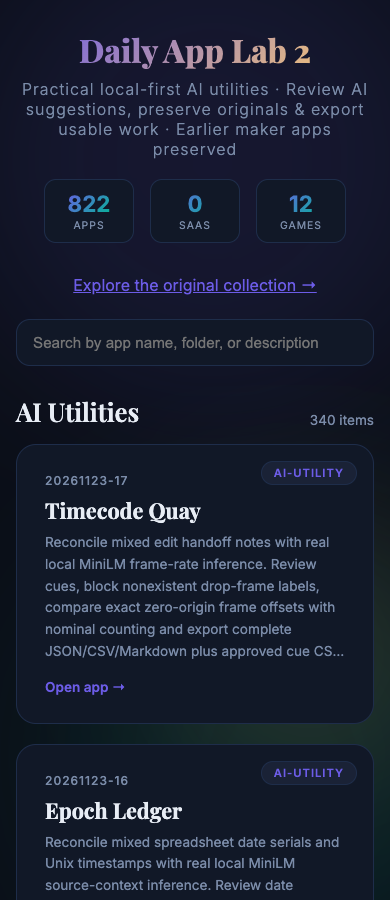 Daily App Lab 2
Practical local-first AI utilities · Review AI
suggestions, preserve originals & export
usable work · Earlier maker apps
preserved
822
APPS
0
SAAS
12
GAMES
Explore the original collection →
Search by app name, folder, or description
AI Utilities
340 items
AI-UTILITY
20261123-17
Timecode Quay
Reconcile mixed edit handoff notes with real
local MiniLM frame-rate inference. Review
cues, block nonexistent drop-frame labels,
compare exact zero-origin frame offsets with
nominal counting and export complete
JSON/CSV/Markdown plus approved cue CS...
Open app →
AI-UTILITY
20261123-16
Epoch Ledger
Reconcile mixed spreadsheet date serials and
Unix timestamps with real local MiniLM
source-context inference. Review date